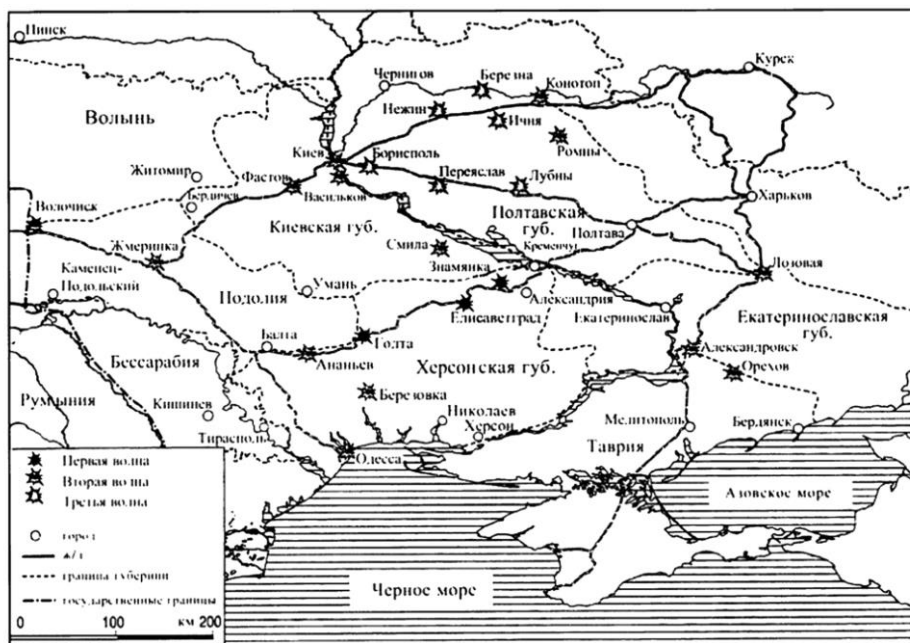 Пинск
Курск
Чернигов
Березна
Конотоп
Нежин
Ичня
Ромны
Волынь
Киев
Борисполь
Житомир
Фастов
Переяслав
Лубны
Бердичев
Васильков
Харьков
Волочиск
Киевская губ.
Полтавская
губ.
Полтава
Жмеринка
Смила
Кременчуг
Каменец-
Подольский
Знамянка
Лозовая
Умань
Александрия
Подолия
Елисаветград
Екатеринослав
Екатеринославская
губ.
Балта
Голта
Ананьев
Александровск
Бессарабия
Херсонская губ.
Орехов
Румыния
Березовка
Кишинев
Николаев
Херсон
Мелитополь
Бердянск
Тирасполь
Таврия
Одесса
Первая волна
Вторая волна
Третья волна
Азовское море
город
ж/д
граница губернии
государственные границы
Черное море
0 100 км 200